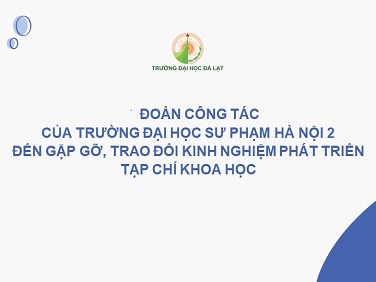 TRƯỜNG ĐẠI HỌC ĐÀ LẠT
ĐOÀN CÔNG TÁC
CỦA TRƯỜNG ĐẠI HỌC SƯ PHẠM HÀ NỘI 2
ĐẾN GẶP GỠ, TRAO ĐỔI KINH NGHIỆM PHÁT TRIỂN
TẠP CHÍ KHOA HỌC